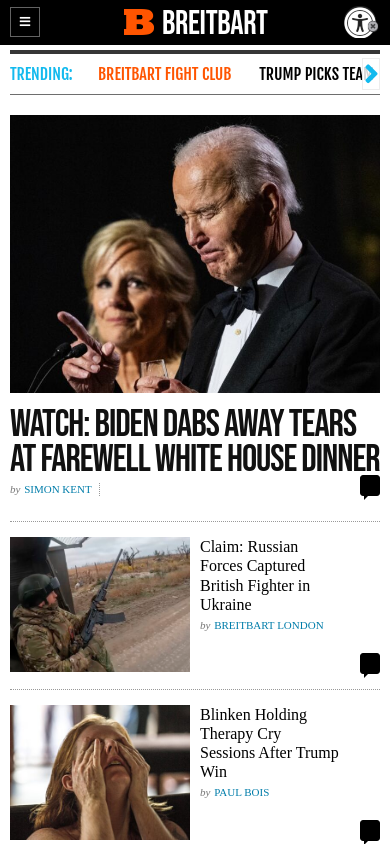 BREITBART
TRENDING: BREITBART FIGHT CLUB TRUMP PICKS TEA
WATCH: BIDEN DABS AWAY TEARS
AT FAREWELL WHITE HOUSE DINNER
by SIMON KENT
Claim: Russian
Forces Captured
British Fighter in
Ukraine
by BREITBART LONDON
Blinken Holding
Therapy Cry
Sessions After Trump
Win
by PAUL BOIS